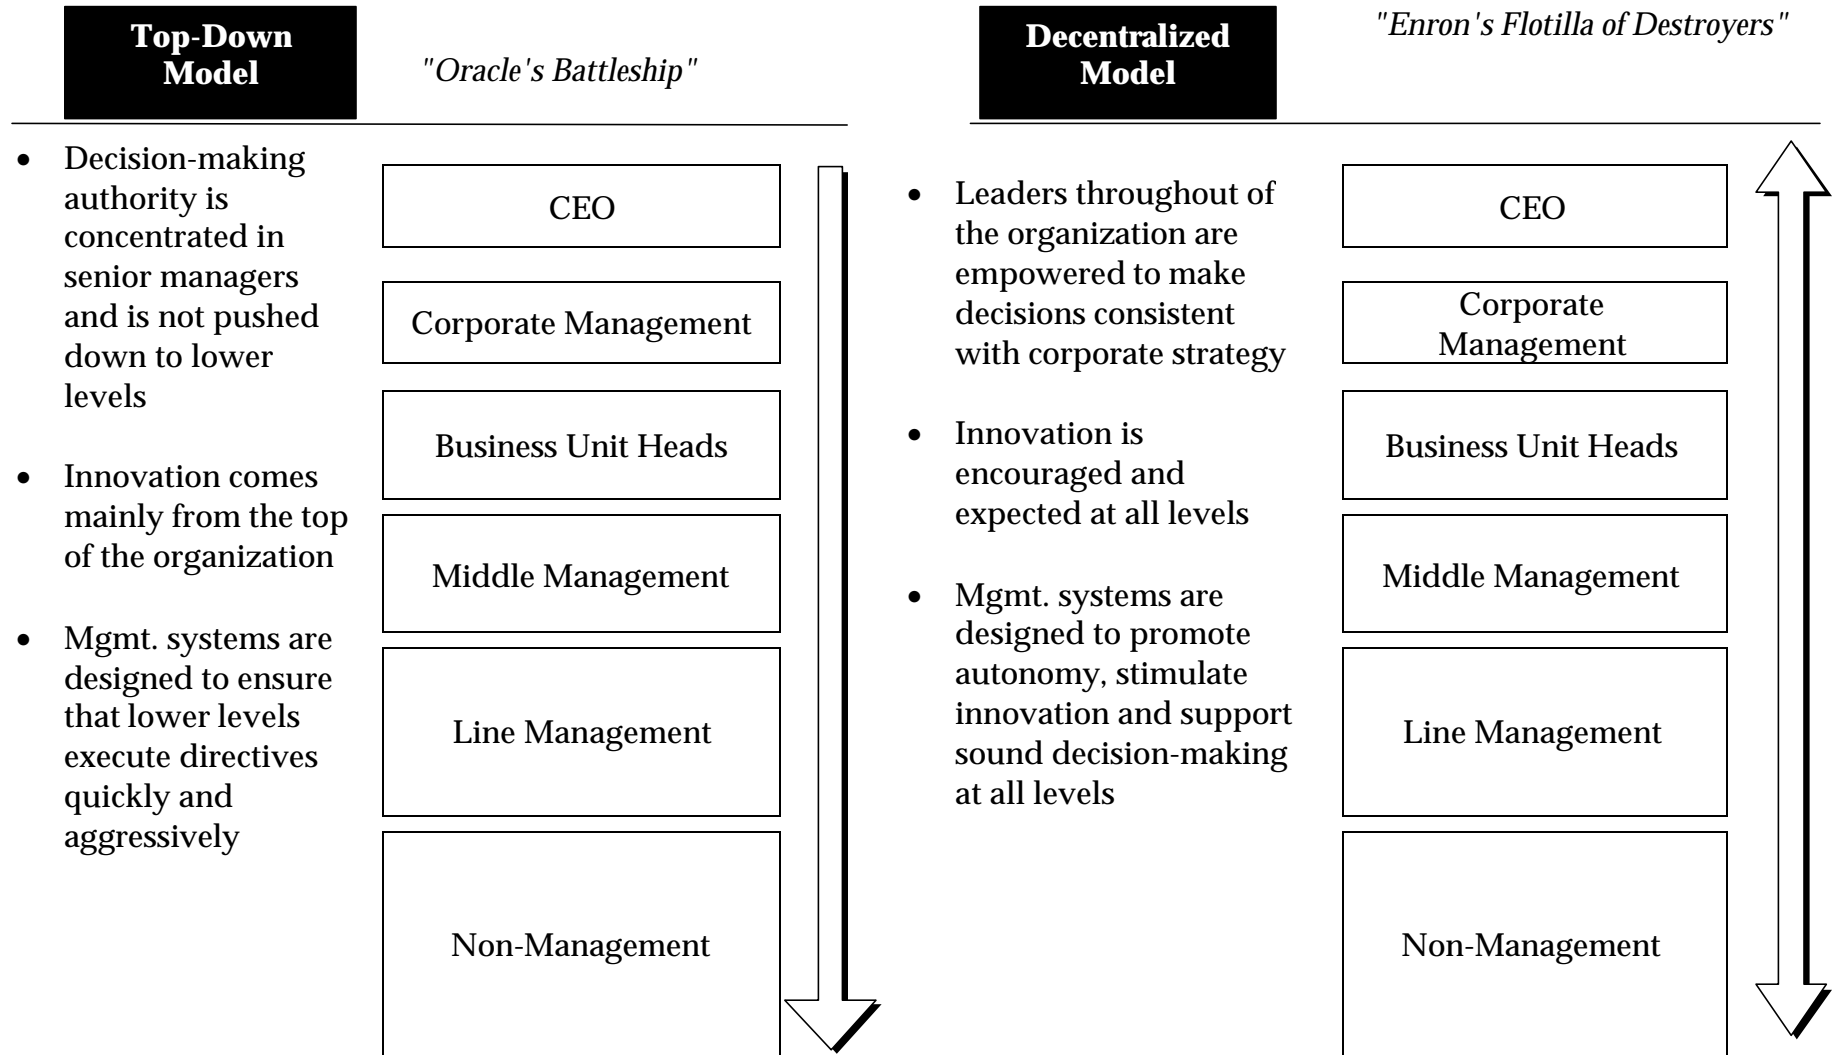 Top-Down
Model
"Oracle's Battleship"
• Decision-making
authority is
concentrated in
senior managers
and is not pushed
down to lower
levels
• Innovation comes
mainly from the top
of the organization
• Mgmt. systems are
designed to ensure
that lower levels
execute directives
quickly and
aggressively
CEO
Corporate Management
Business Unit Heads
Middle Management
Line Management
Non-Management
Decentralized
Model
"Enron's Flotilla of Destroyers"
• Leaders throughout of
the organization are
empowered to make
decisions consistent
with corporate strategy
• Innovation is
encouraged and
expected at all levels
• Mgmt. systems are
designed to promote
autonomy, stimulate
innovation and support
sound decision-making
at all levels
CEO
Corporate
Management
Business Unit Heads
Middle Management
Line Management
Non-Management